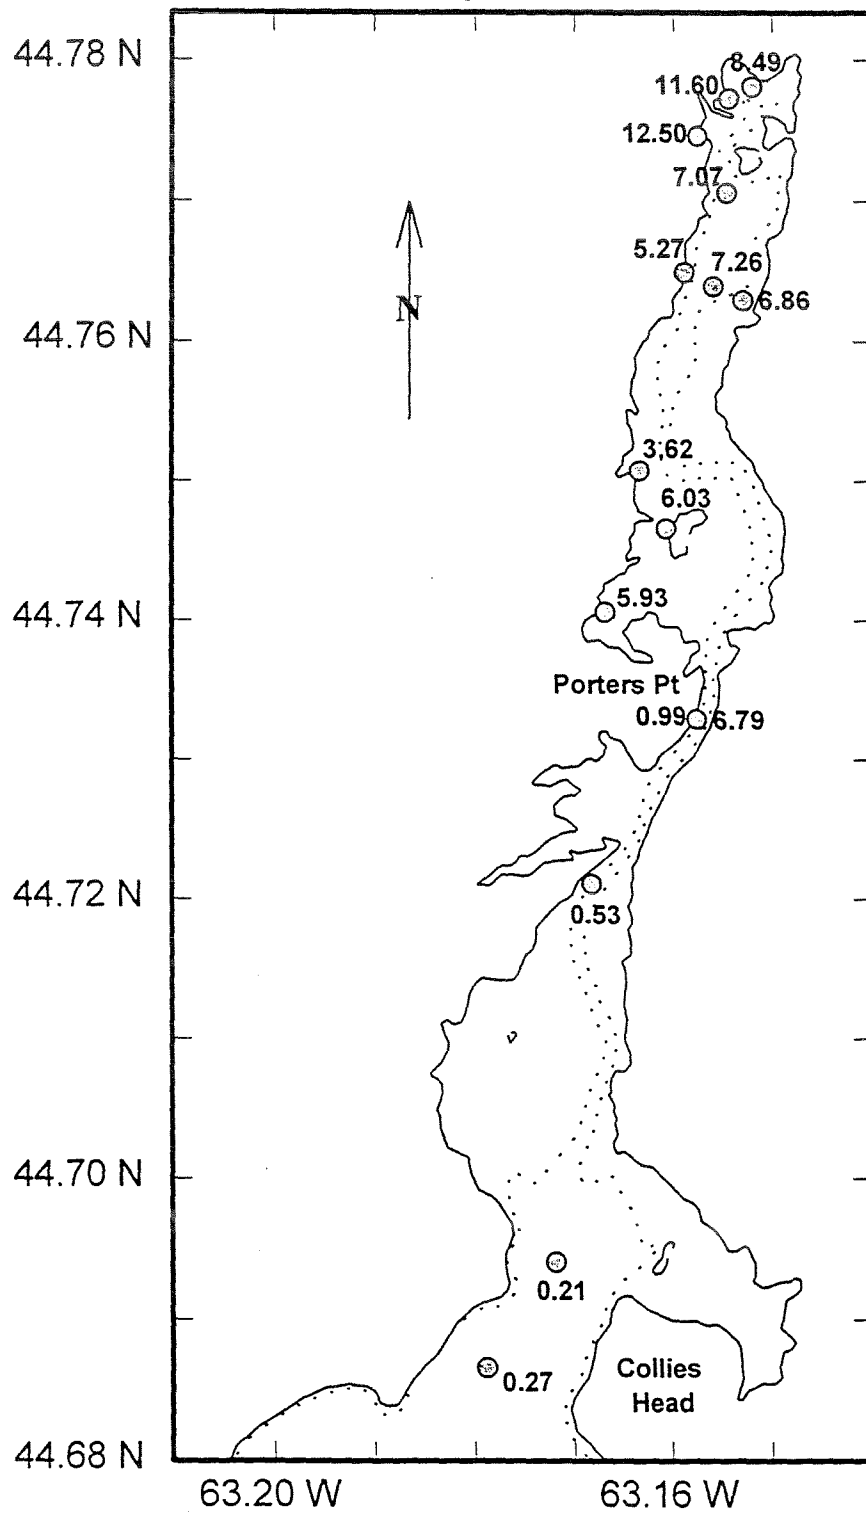 44.78 N
8.49
11.60
12.50
7.07
5.27
7.26
N
6.86
44.76 N
3,62
6.03
5.93
44.74 N
Porters Pt
0.99 6.79
44.72 N
0.53
44.70 N
0.21
Collies
Head
0.27
44.68 N
63.20 W 63.16 W